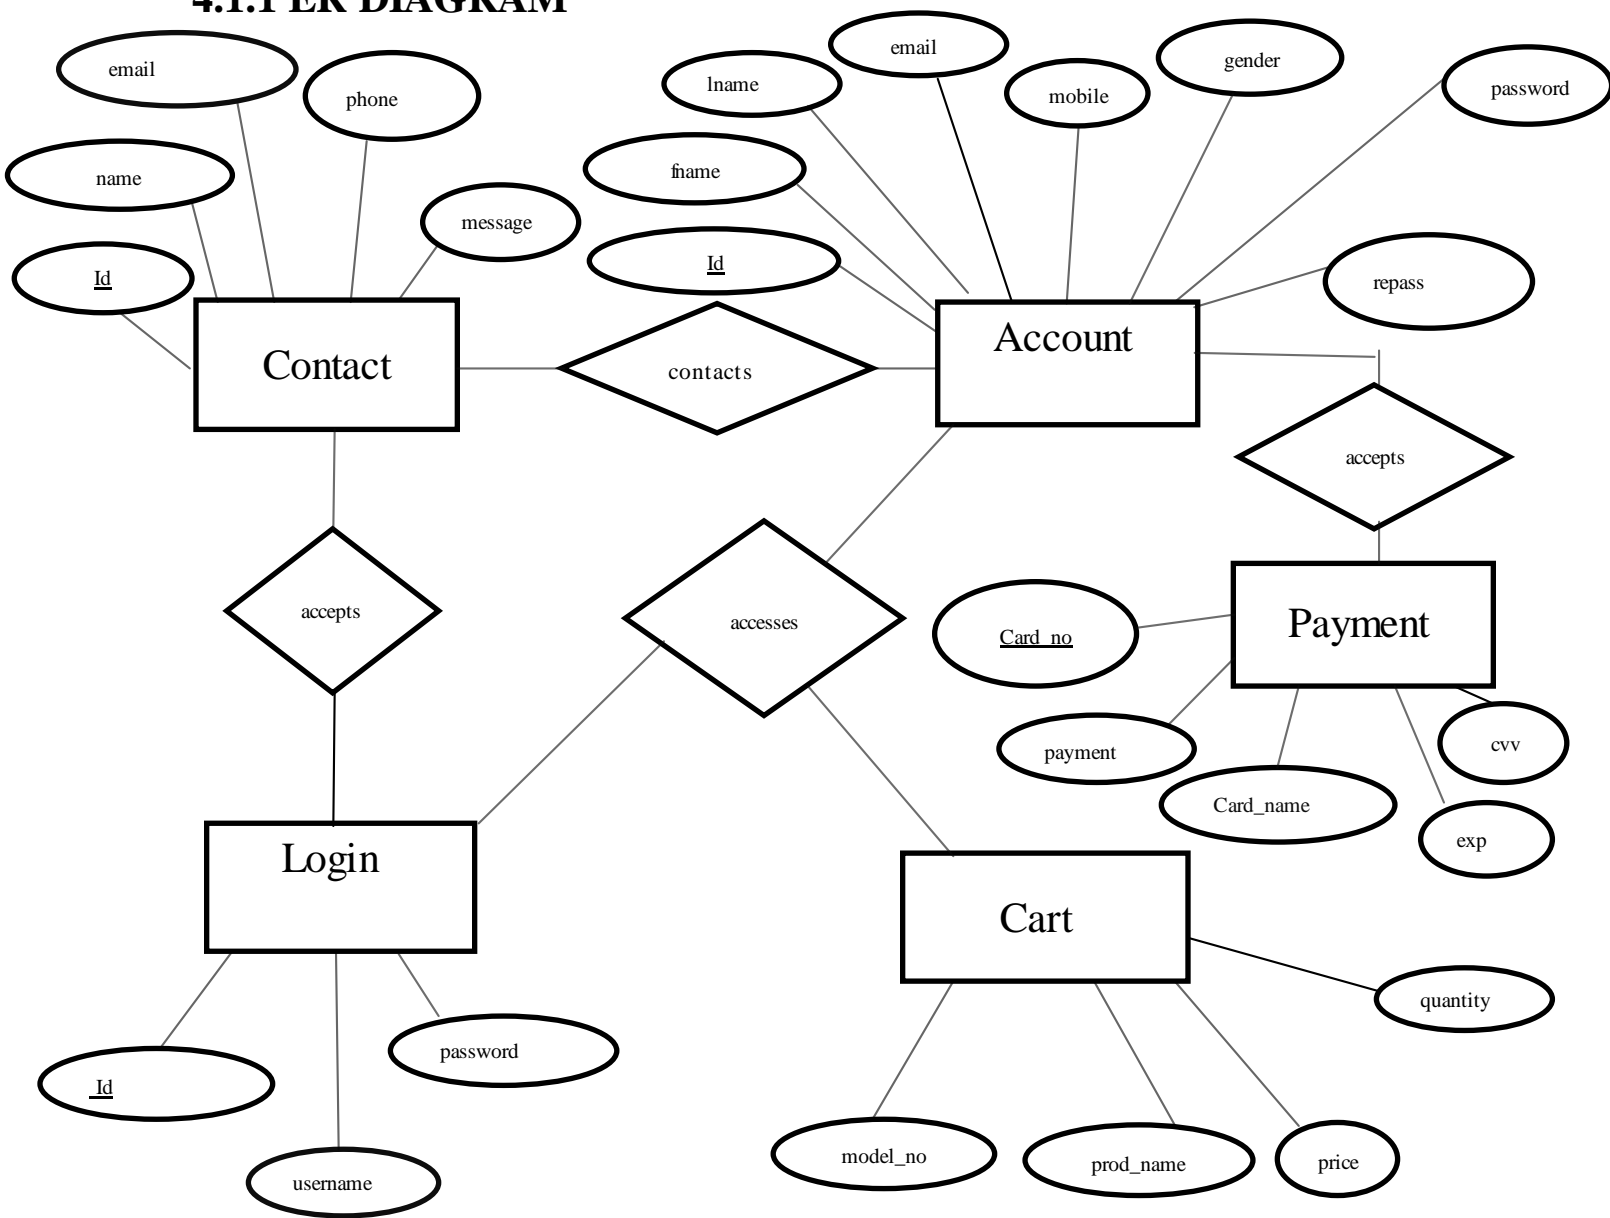 4.1.1 ER DIAGRAM
email
email
gender
lname
phone
mobile
password
name
fname
message
Id
Id
repass
Contact
contacts
Account
accepts
accepts
accesses
Card_no
Payment
payment
cvv
Card_name
exp
Login
Cart
quantity
password
Id
model_no
prod_name
price
username